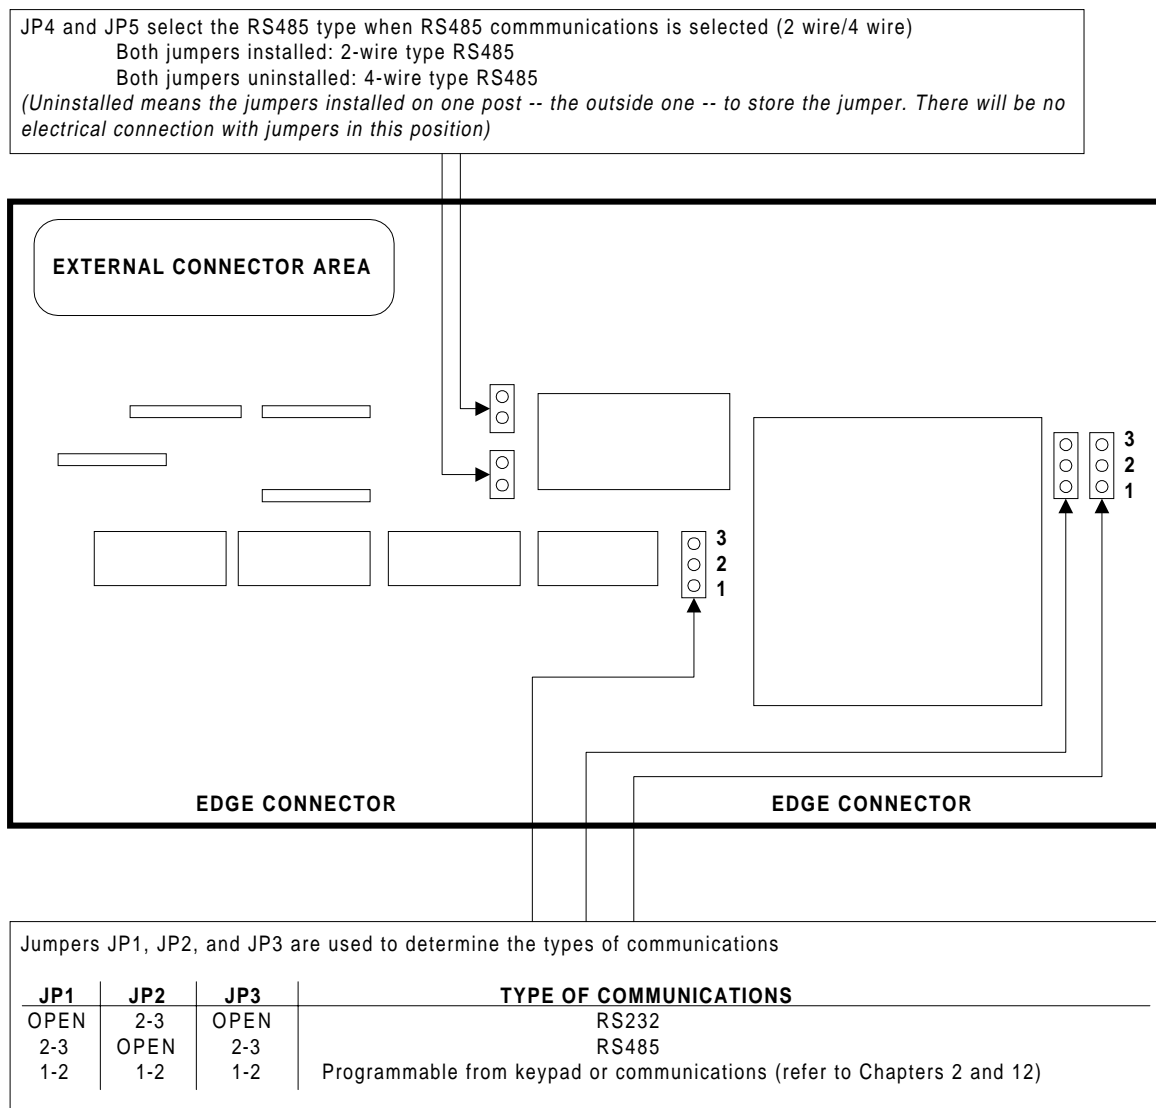 JP4 and JP5 select the RS485 type when RS485 commmunications is selected (2 wire/4 wire)
Both jumpers installed: 2-wire type RS485
Both jumpers uninstalled: 4-wire type RS485
(Uninstalled means the jumpers installed on one post -- the outside one -- to store the jumper. There will be no
electrical connection with jumpers in this position)
EXTERNAL CONNECTOR AREA
3
2
1
3
2
1
EDGE CONNECTOR EDGE CONNECTOR
Jumpers JP1, JP2, and JP3 are used to determine the types of communications
JP1 JP2 JP3 TYPE OF COMMUNICATIONS
OPEN 2-3 OPEN RS232
2-3 OPEN 2-3 RS485
1-2 1-2 1-2 Programmable from keypad or communications (refer to Chapters 2 and 12)